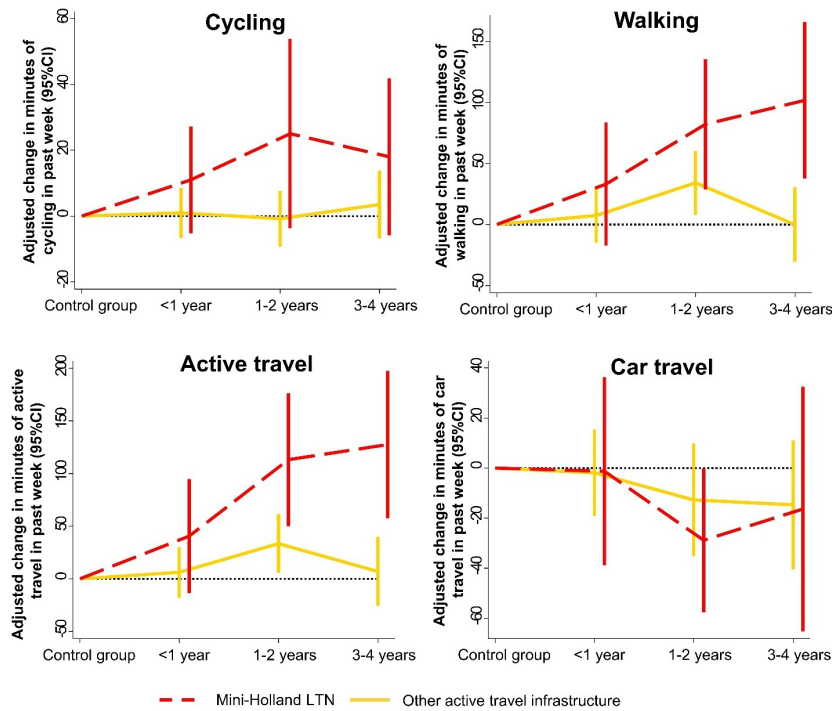 Cycling
Adjusted change in minutes of
cycling in past week (95%CI)
60
40
20
0
-20
Control group <1 year 1-2 years 3-4 years
Walking
Adjusted change in minutes of
walking in past week (95%CI)
150
100
50
0
-50
Control group <1 year 1-2 years 3-4 years
Active travel
Adjusted change in minutes of active
travel in past week (95%CI)
200
150
100
50
0
-50
Control group <1 year 1-2 years 3-4 years
Car travel
Adjusted change in minutes of car
travel in past week (95%CI)
40
20
0
-20
-40
-60
Control group <1 year 1-2 years 3-4 years
Mini-Holland LTN Other active travel infrastructure